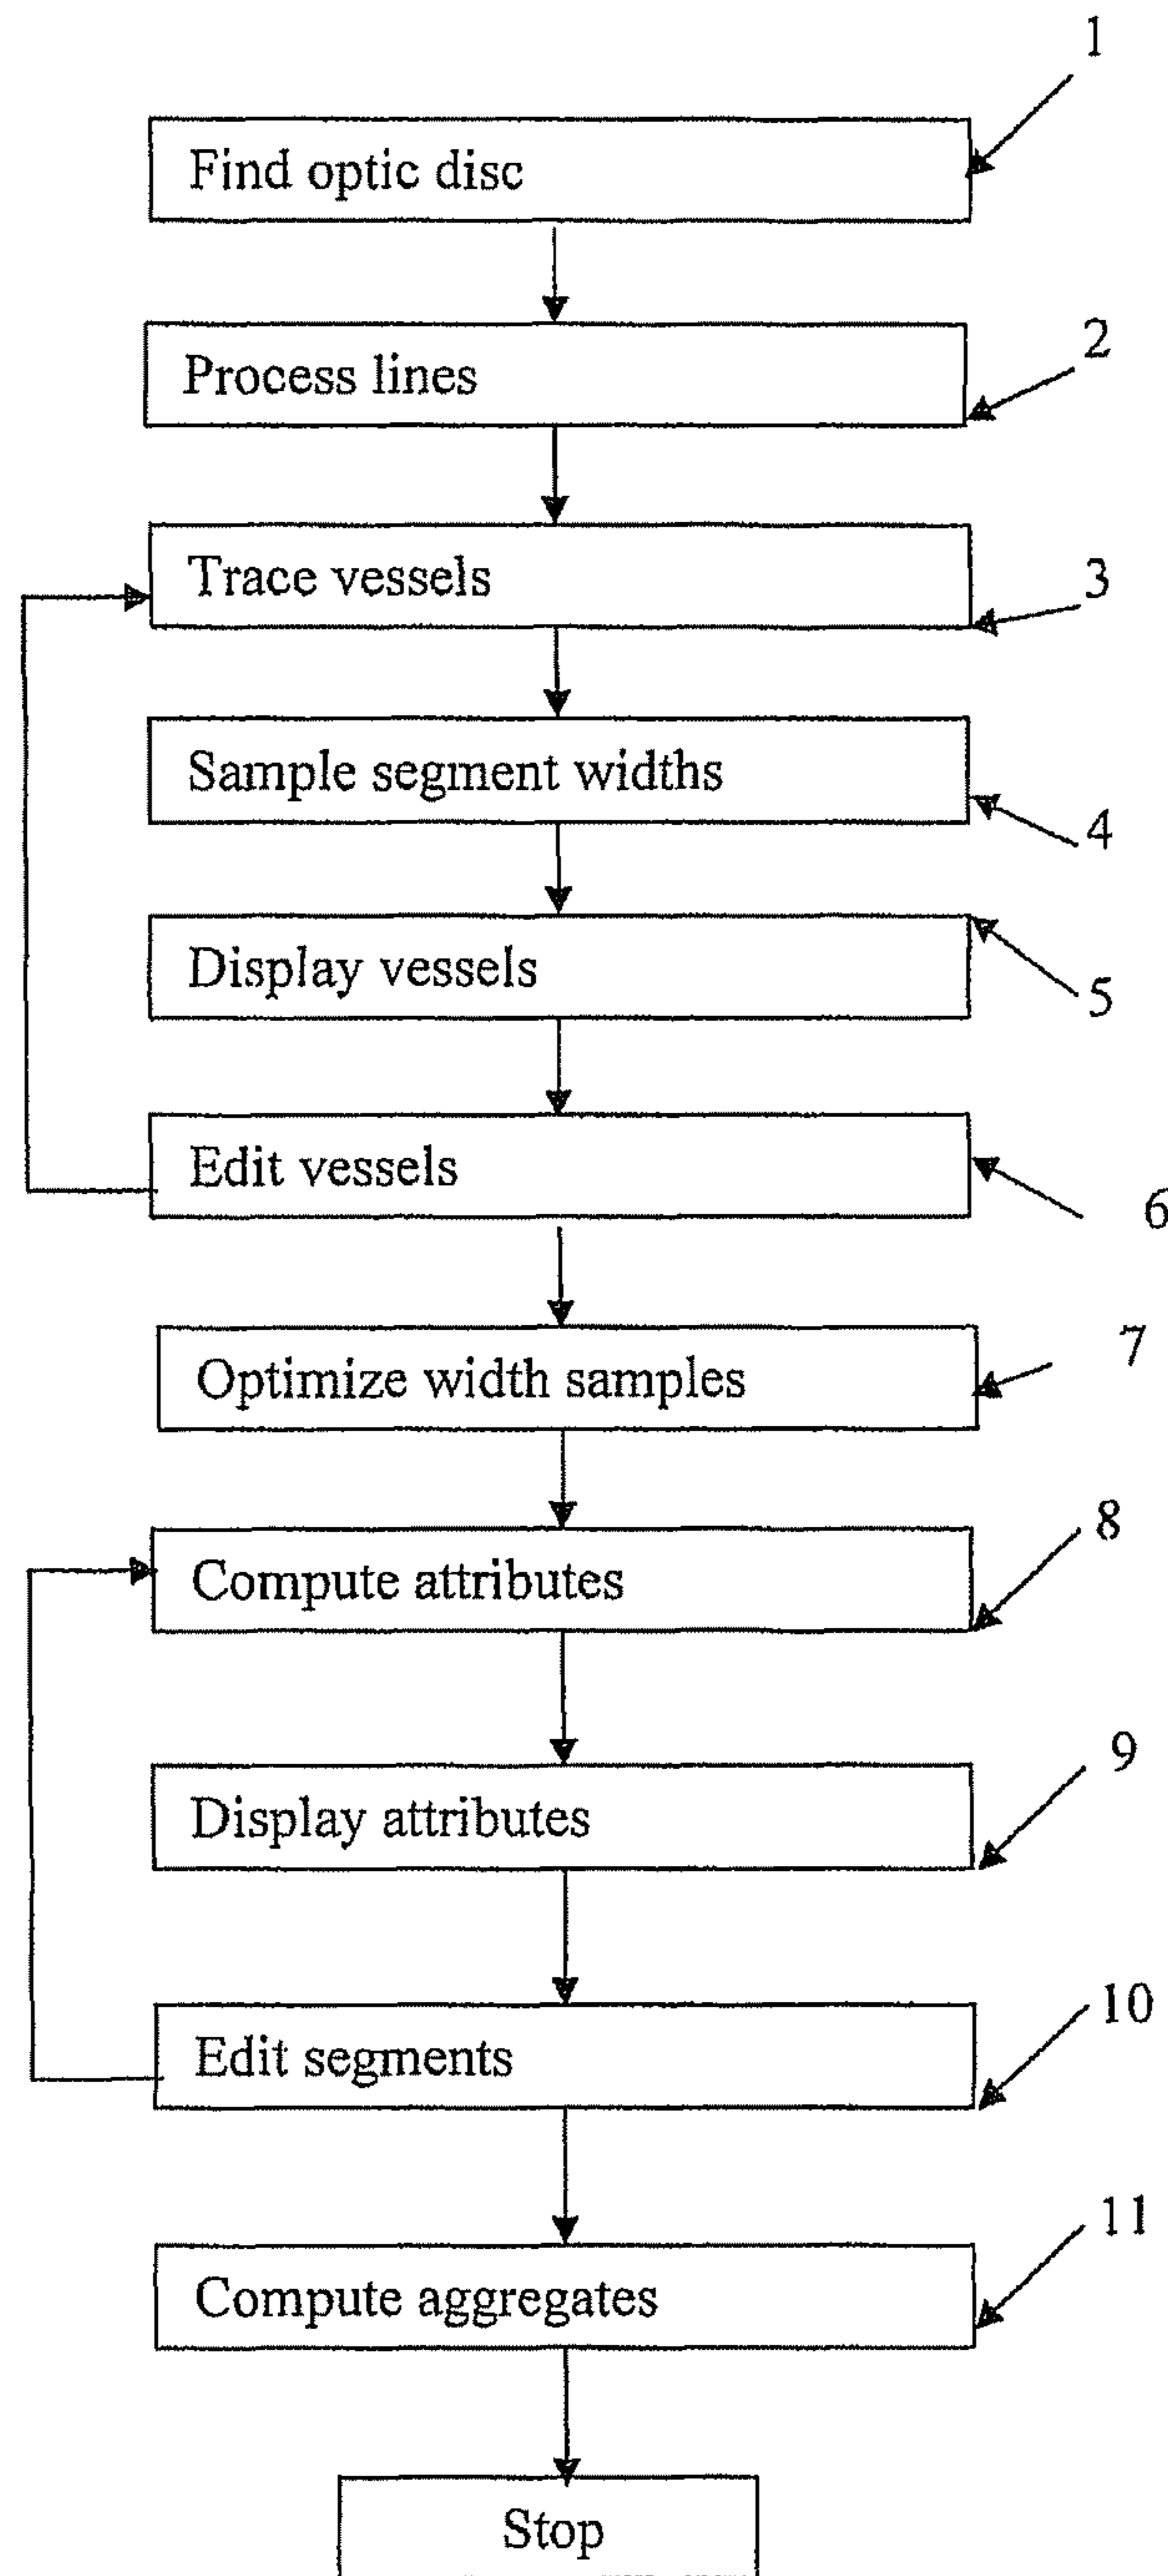 1
Find optic disc
2
Process lines
3
Trace vessels
Sample segment widths
4
Display vessels
5
Edit vessels
6
7
Optimize width samples
8
Compute attributes
9
Display attributes
10
Edit segments
11
Compute aggregates
Stop